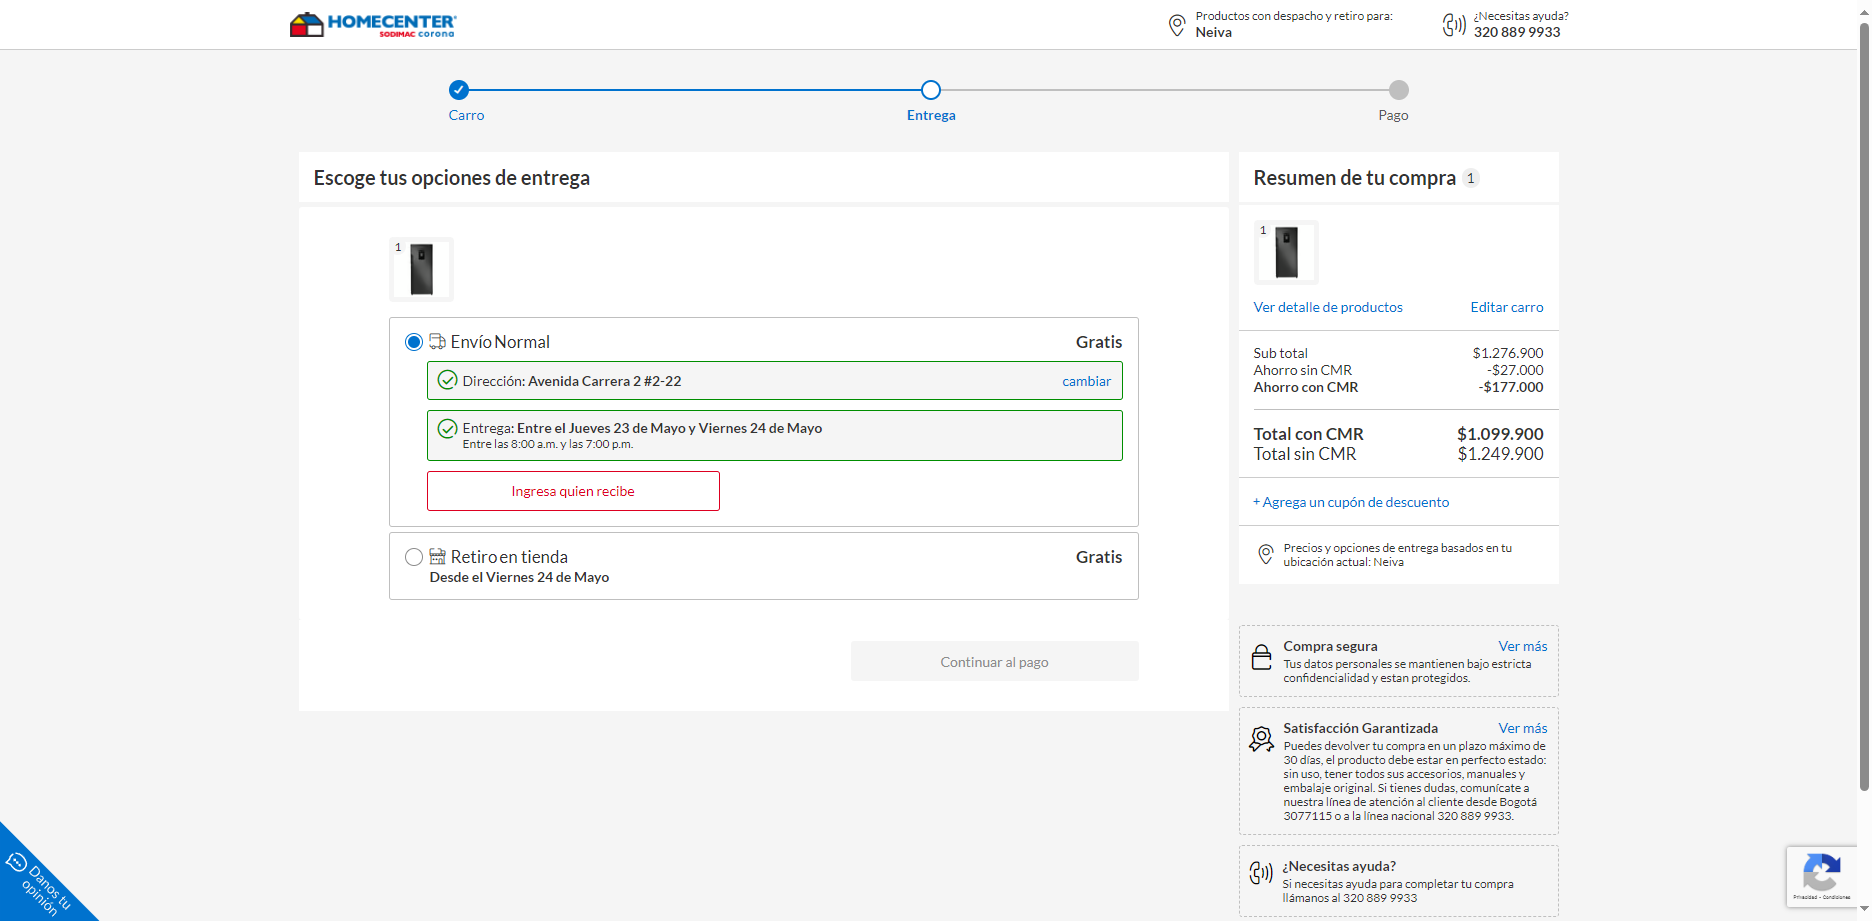 HOMECENTER
SODIMAC corona
Productos con despacho y retiro para:
Neiva
¿Necesitas ayuda?
320 889 9933
Carro
Entrega
Pago
Escoge tus opciones de entrega
1
Envío Normal
Gratis
Dirección: Avenida Carrera 2 #2-22
cambiar
Entrega: Entre el Jueves 23 de Mayo y Viernes 24 de Mayo
Entre las 8:00 a.m. y las 7:00 p.m.
Ingresa quien recibe
Retiro en tienda
Gratis
Desde el Viernes 24 de Mayo
Continuar al pago
Resumen de tu compra 1
1
Ver detalle de productos
Editar carro
Sub total $1.276.900
Ahorro sin CMR -$27.000
Ahorro con CMR -$177.000
Total con CMR $1.099.900
Total sin CMR $1.249.900
+ Agrega un cupón de descuento
Precios y opciones de entrega basados en tu
ubicación actual: Neiva
Compra segura
Ver más
Tus datos personales se mantienen bajo estricta
confidencialidad y estan protegidos.
Satisfacción Garantizada
Ver más
Puedes devolver tu compra en un plazo máximo de
30 días, el producto debe estar en perfecto estado:
sin uso, tener todos sus accesorios, manuales y
embalaje original. Si tienes dudas, comunícate a
nuestra línea de atención al cliente desde Bogotá
3077115 o a la línea nacional 320 889 9933.
¿Necesitas ayuda?
Si necesitas ayuda para completar tu compra
llámanos al 320 889 9933
Danos tu
opinión
Privacidad - Condiciones